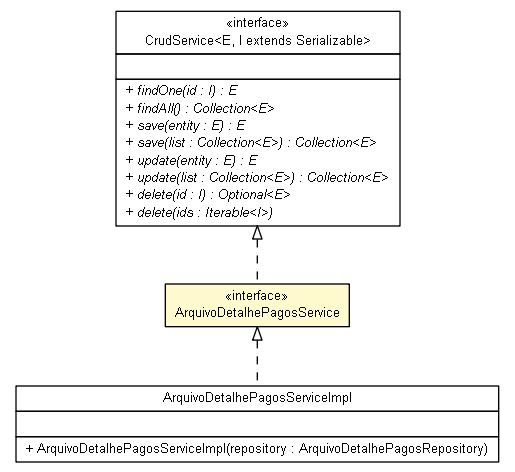 «interface»
CrudService<E, I extends Serializable>
+ findOne(id : I) : E
+ findAll() : Collection<E>
+ save(entity : E) : E
+ save(list : Collection<E>) : Collection<E>
+ update(entity : E) : E
+ update(list : Collection<E>) : Collection<E>
+ delete(id : I) : Optional<E>
+ delete(ids : Iterable<I>)
«interface»
ArquivoDetalhePagosService
ArquivoDetalhePagosServiceImpl
+ ArquivoDetalhePagosServiceImpl(repository : ArquivoDetalhePagosRepository)